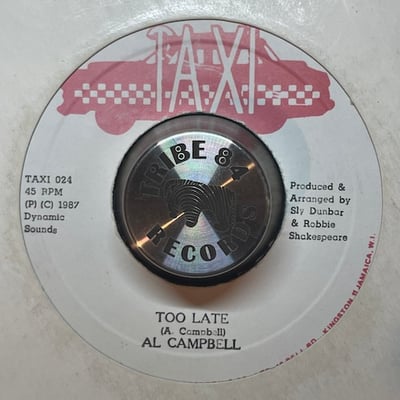 TAXI
TAXI 024
45 RPM
(P) (C) 1987
Dynamic
Sounds
Produced &
Arranged by
Sly Dunbar
& Robbie
Shakespeare
TRIBE 84
RECORDS
TOO LATE
(A. Campbell)
AL CAMPBELL
KINGSTON 11 JAMAICA, W.I.